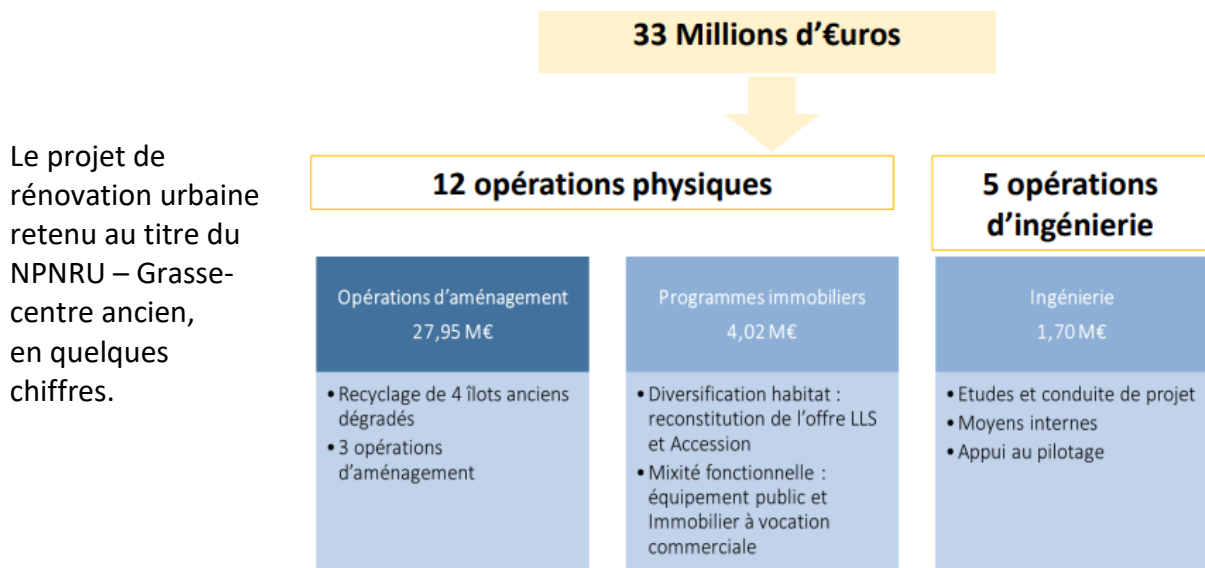 33 Millions d'€uros
Le projet de
rénovation urbaine
retenu au titre du
NPNRU – Grasse-
centre ancien,
en quelques
chiffres.
12 opérations physiques
5 opérations
d'ingénierie
Opérations d'aménagement
27,95 M€
• Recyclage de 4 îlots anciens
dégradés
• 3 opérations
d'aménagement
Programmes immobiliers
4,02 M€
• Diversification habitat :
reconstitution de l'offre LLS
et Accession
• Mixité fonctionnelle :
équipement public et
Immobilier à vocation
commerciale
Ingénierie
1,70 M€
• Etudes et conduite de projet
• Moyens internes
• Appui au pilotage